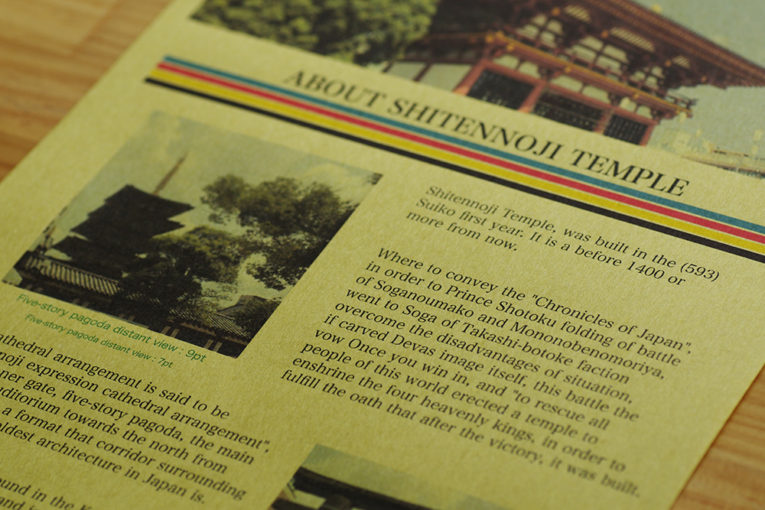 ABOUT SHITENNOJI TEMPLE
Five-story pagoda distant view : 9pt
Five-story pagoda distant view : 7pt
cathedral arrangement is said to be
noji expression cathedral arrangement",
ner gate, five-story pagoda, the main
auditorium towards the north from
a format that corridor surrounding
oldest architecture in Japan is.
ound in the
Shitennoji Temple, was built in the (593)
Suiko first year. It is a before 1400 or
more from now.
Where to convey the "Chronicles of Japan",
in order to Prince Shotoku folding of battle
of Soganoumako and Mononobenomoriya,
went to Soga of Takashi-botoke faction
overcome the disadvantages of situation,
if carved Devas image itself, this battle the
vow Once you win in, and "to rescue all
people of this world erected a temple to
enshrine the four heavenly kings, in order to
fulfill the oath that after the victory, it was built.